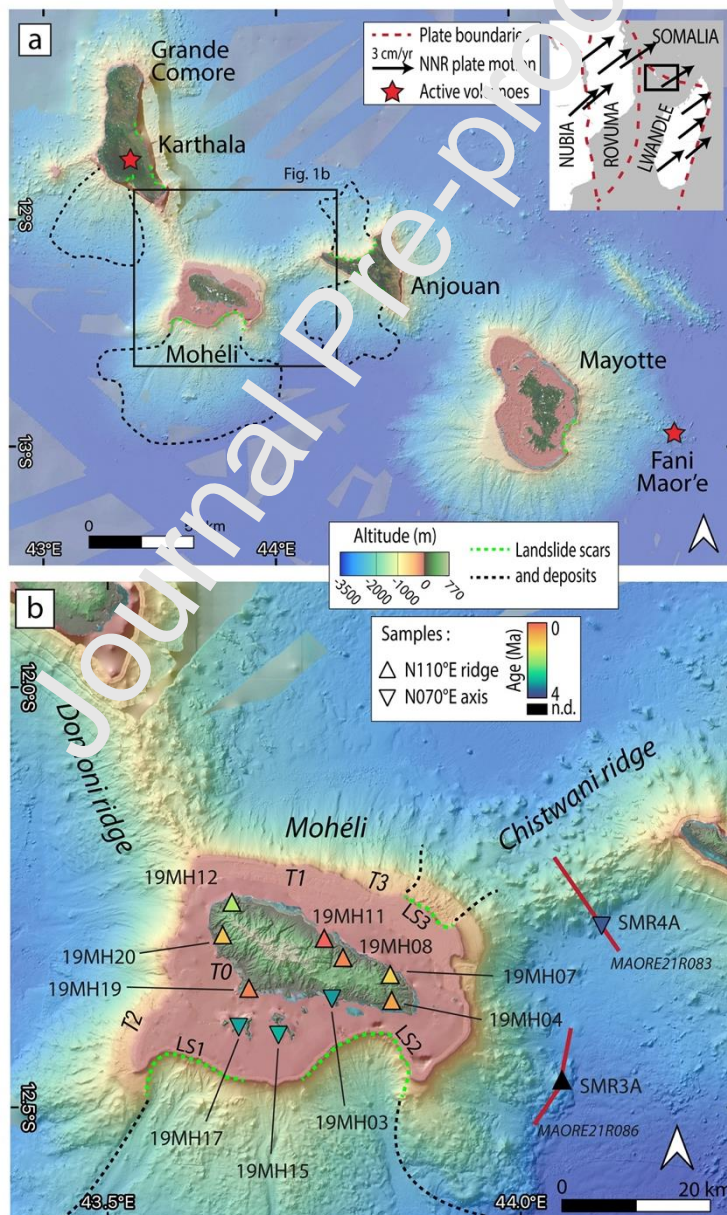 a
Grande
Comore
Karthala
Plate boundaries
3 cm/yr
NNR plate motion
Active volcanoes
SOMALIA
NUBIA
ROVUMA
LWANDLE
Fig. 1b
12°S
Anjouan
Mohéli
Mayotte
13°S
Fani
Maor'e
0
km
43°E
44°E
Altitude (m)
-3500
-2000
-1000
0
770
Landslide scars
and deposits
Journal Pre-proo
b
Samples :
N110°E ridge
N070°E axis
Age (Ma)
0
4
n.d.
12.0°S
ridge
Mohéli
Chistwani ridge
T1
T3
19MH12
LS3
19MH11
19MH08
SMR4A
19MH20
19MH07
MAORE21R083
T0
19MH19
19MH04
T2
LS1
LS2
SMR3A
12.5°S
19MH17
19MH03
MAORE21R086
19MH15
43.5°E
44.0°E
0
20 km